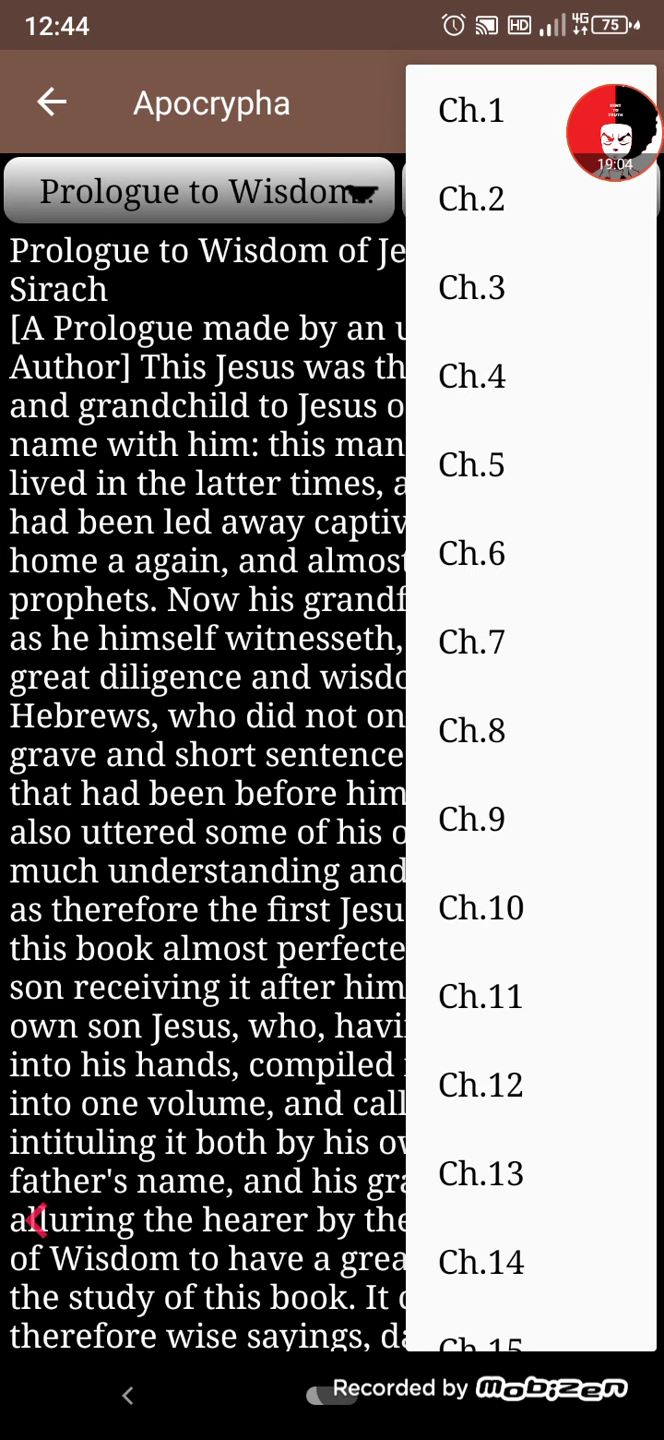 12:44
HD
4G
75
Apocrypha
19:04
Prologue to Wisdom...
Prologue to Wisdom of Je
Sirach
[A Prologue made by an u
Author] This Jesus was th
and grandchild to Jesus o
name with him: this man
lived in the latter times, a
had been led away captiv
home a again, and almost
prophets. Now his grandf
as he himself witnesseth,
great diligence and wisdo
Hebrews, who did not on
grave and short sentence
that had been before him
also uttered some of his o
much understanding and
as therefore the first Jesu
this book almost perfecte
son receiving it after him
own son Jesus, who, havi
into his hands, compiled
into one volume, and call
intituling it both by his ow
father's name, and his gra
alluring the hearer by the
of Wisdom to have a grea
the study of this book. It c
therefore wise sayings, da
Ch.1
Ch.2
Ch.3
Ch.4
Ch.5
Ch.6
Ch.7
Ch.8
Ch.9
Ch.10
Ch.11
Ch.12
Ch.13
Ch.14
Ch.15
Recorded by mobizen